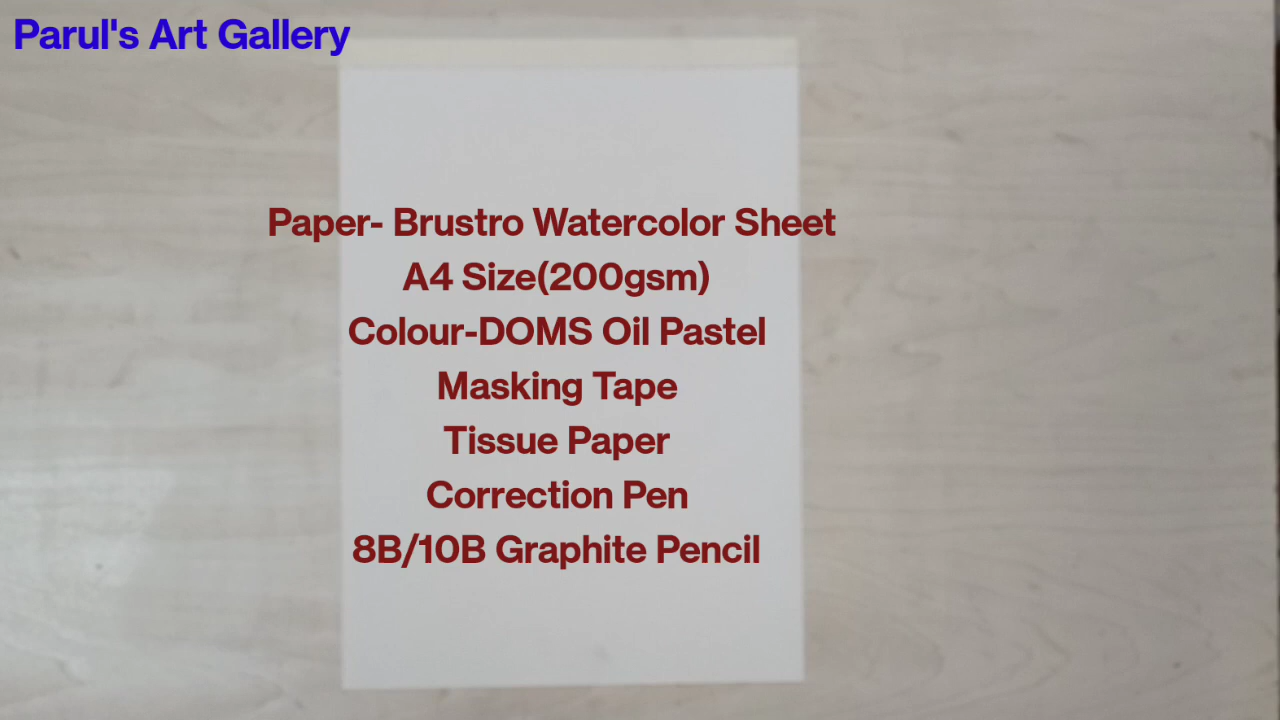 Parul's Art Gallery
Paper- Brustro Watercolor Sheet
A4 Size(200gsm)
Colour-DOMS Oil Pastel
Masking Tape
Tissue Paper
Correction Pen
8B/10B Graphite Pencil